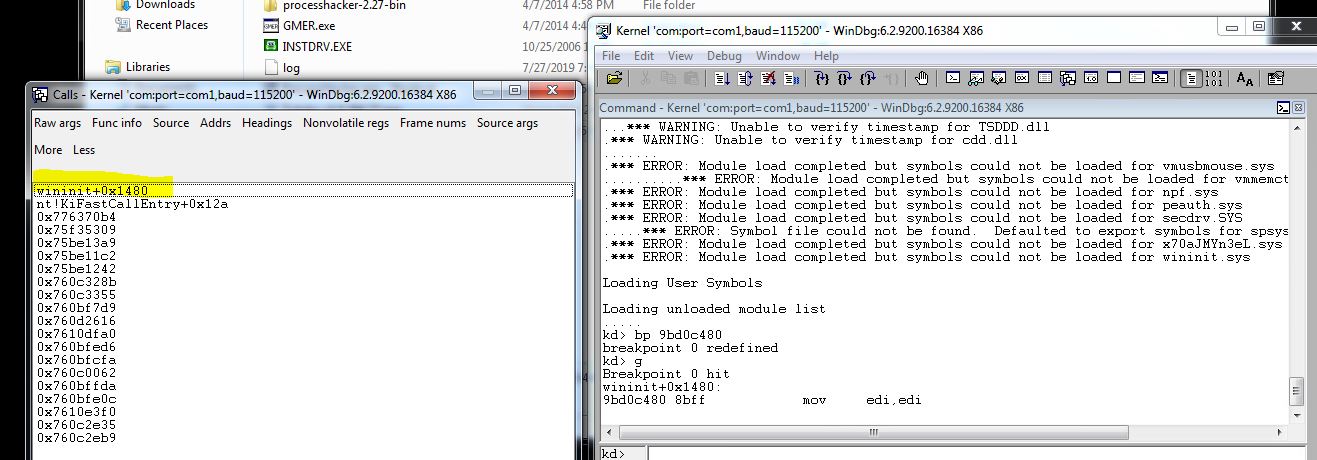 Downloads
Recent Places
Libraries
processhacker-2.27-bin 4/7/2014 4:58 PM File folder
GMER.exe 4/7/2014 4:4
INSTDRV.EXE 10/25/2006 1
log 7/27/2019 7:
Calls - Kernel 'com:port=com1,baud=115200' - WinDbg:6.2.9200.16384 X86
Raw args Func info Source Addrs Headings Nonvolatile regs Frame nums Source args
More Less
wininit+0x1480
nt!KiFastCallEntry+0x12a
0x776370b4
0x75f35309
0x75be13a9
0x75be11c2
0x75be1242
0x760c328b
0x760c3355
0x760bf7d9
0x760d2616
0x7610dfa0
0x760bfed6
0x760bfcfa
0x760c0062
0x760bffda
0x760bfe0c
0x7610e3f0
0x760c2e35
0x760c2eb9
Kernel 'com:port=com1,baud=115200' - WinDbg:6.2.9200.16384 X86
File Edit View Debug Window Help
Command - Kernel 'com:port=com1,baud=115200' - WinDbg:6.2.9200.16384 X86
...*** WARNING: Unable to verify timestamp for TSDDD.dll
.*** WARNING: Unable to verify timestamp for cdd.dll
.......
.*** ERROR: Module load completed but symbols could not be loaded for vmusbmouse.sys
..........*** ERROR: Module load completed but symbols could not be loaded for vmmemct
.*** ERROR: Module load completed but symbols could not be loaded for npf.sys
.*** ERROR: Module load completed but symbols could not be loaded for peauth.sys
.*** ERROR: Module load completed but symbols could not be loaded for secdrv.SYS
.....*** ERROR: Symbol file could not be found.  Defaulted to export symbols for spsys
.*** ERROR: Module load completed but symbols could not be loaded for x70aJMYn3eL.sys
.*** ERROR: Module load completed but symbols could not be loaded for wininit.sys
Loading User Symbols
Loading unloaded module list
.....
kd> bp 9bd0c480
breakpoint 0 redefined
kd> g
Breakpoint 0 hit
wininit+0x1480:
9bd0c480 8bff mov edi,edi
kd>